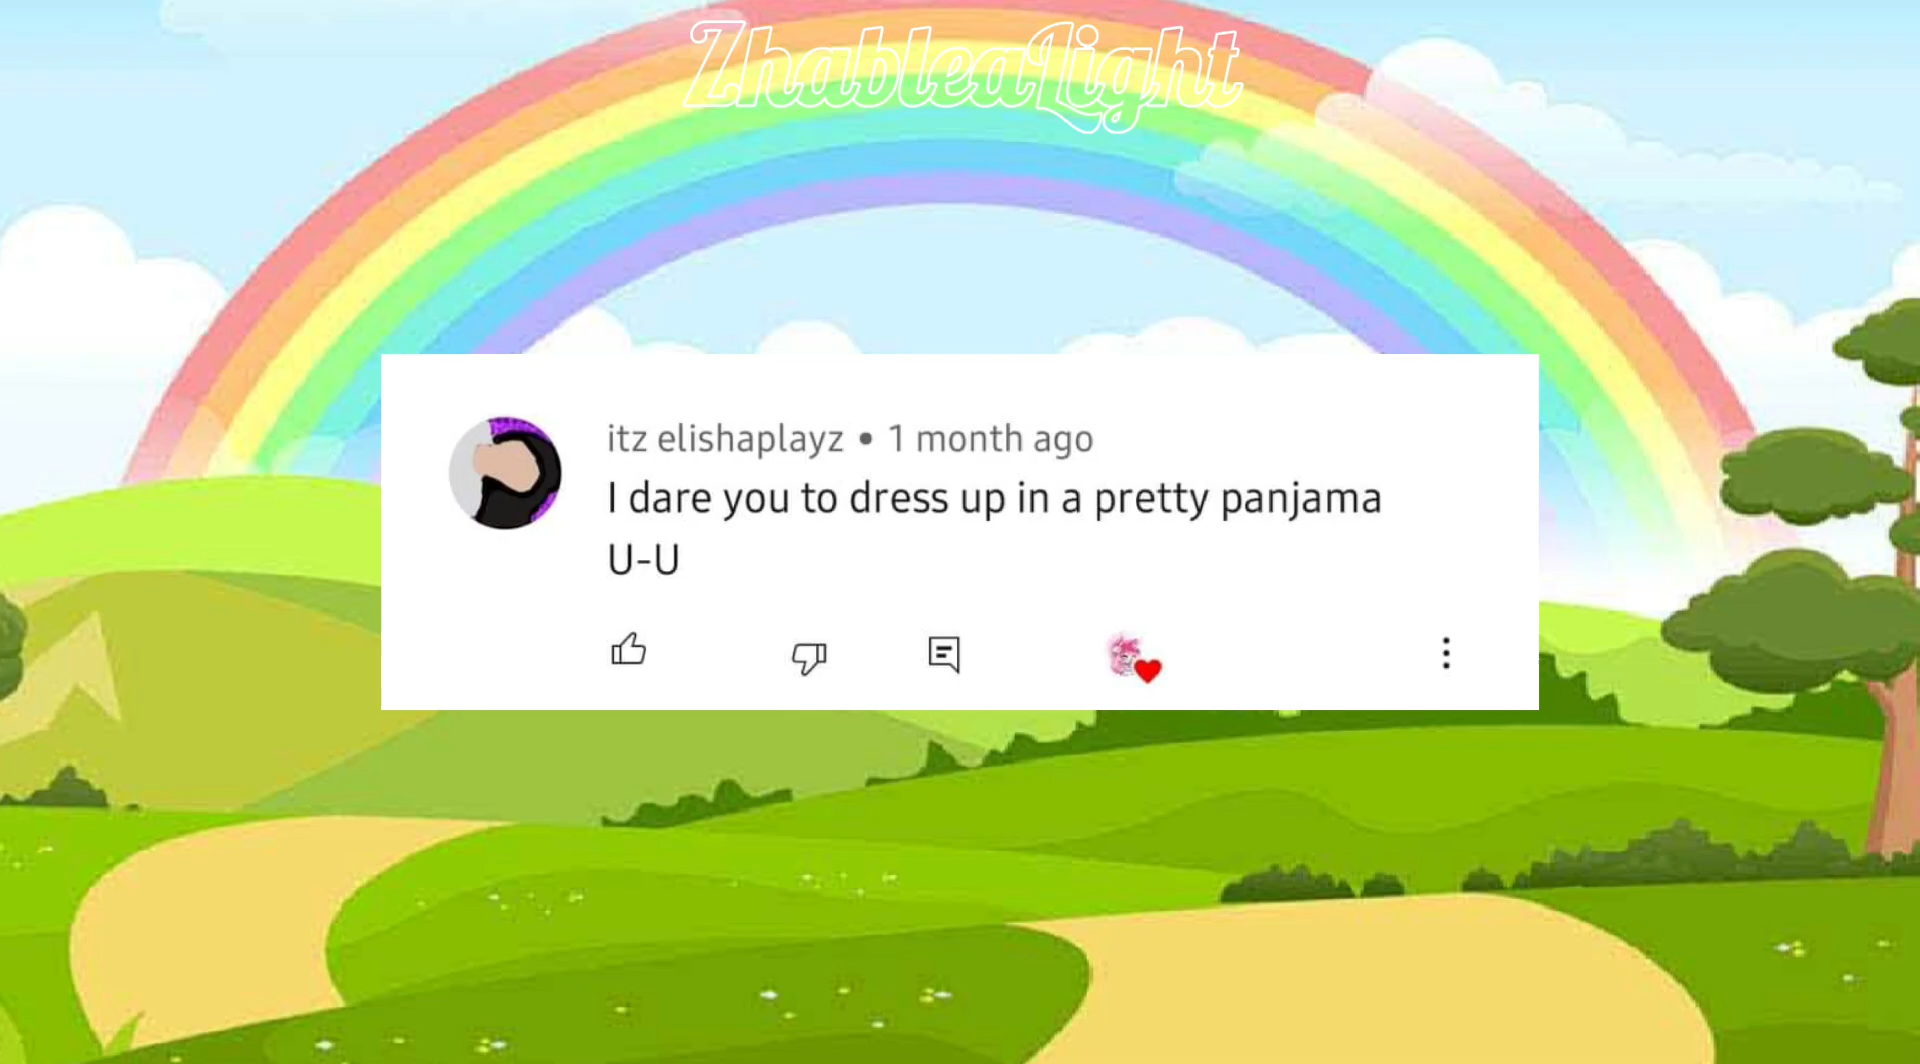 ZhableaLight
itz elishaplayz • 1 month ago
I dare you to dress up in a pretty panjama
U-U